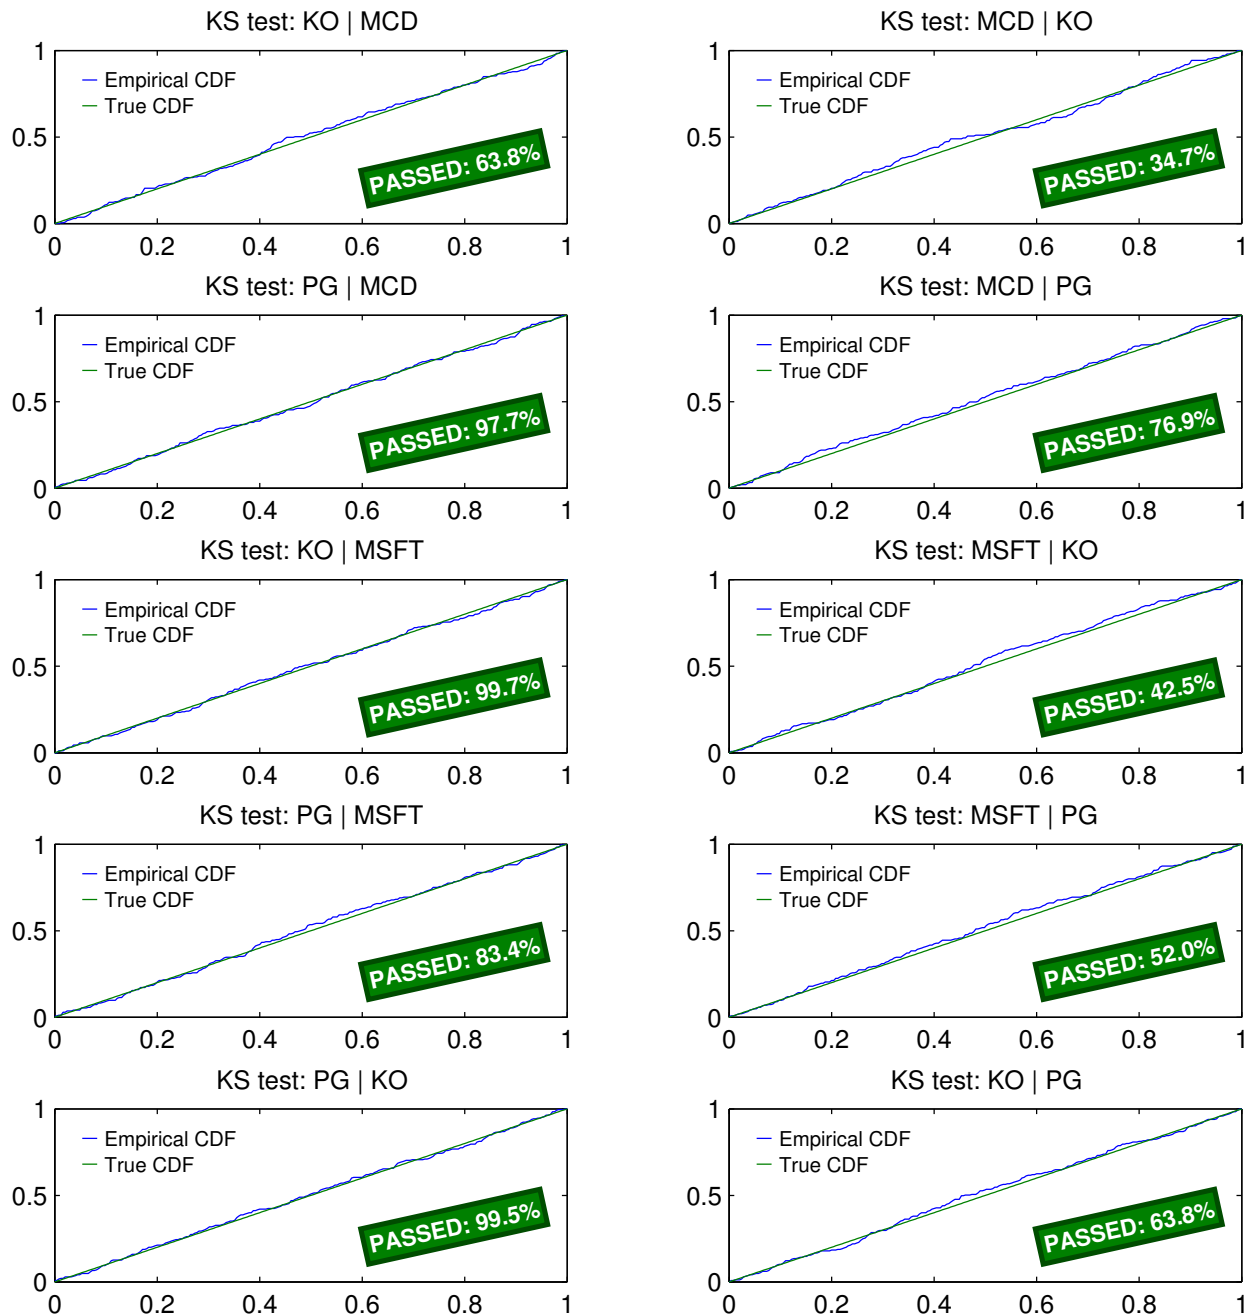 KS test: KO | MCD
1
0.5
0
Empirical CDF
True CDF
PASSED: 63.8%
0 0.2 0.4 0.6 0.8 1
KS test: MCD | KO
1
0.5
0
Empirical CDF
True CDF
PASSED: 34.7%
0 0.2 0.4 0.6 0.8 1
KS test: PG | MCD
1
0.5
0
Empirical CDF
True CDF
PASSED: 97.7%
0 0.2 0.4 0.6 0.8 1
KS test: MCD | PG
1
0.5
0
Empirical CDF
True CDF
PASSED: 76.9%
0 0.2 0.4 0.6 0.8 1
KS test: KO | MSFT
1
0.5
0
Empirical CDF
True CDF
PASSED: 99.7%
0 0.2 0.4 0.6 0.8 1
KS test: MSFT | KO
1
0.5
0
Empirical CDF
True CDF
PASSED: 42.5%
0 0.2 0.4 0.6 0.8 1
KS test: PG | MSFT
1
0.5
0
Empirical CDF
True CDF
PASSED: 83.4%
0 0.2 0.4 0.6 0.8 1
KS test: MSFT | PG
1
0.5
0
Empirical CDF
True CDF
PASSED: 52.0%
0 0.2 0.4 0.6 0.8 1
KS test: PG | KO
1
0.5
0
Empirical CDF
True CDF
PASSED: 99.5%
0 0.2 0.4 0.6 0.8 1
KS test: KO | PG
1
0.5
0
Empirical CDF
True CDF
PASSED: 63.8%
0 0.2 0.4 0.6 0.8 1